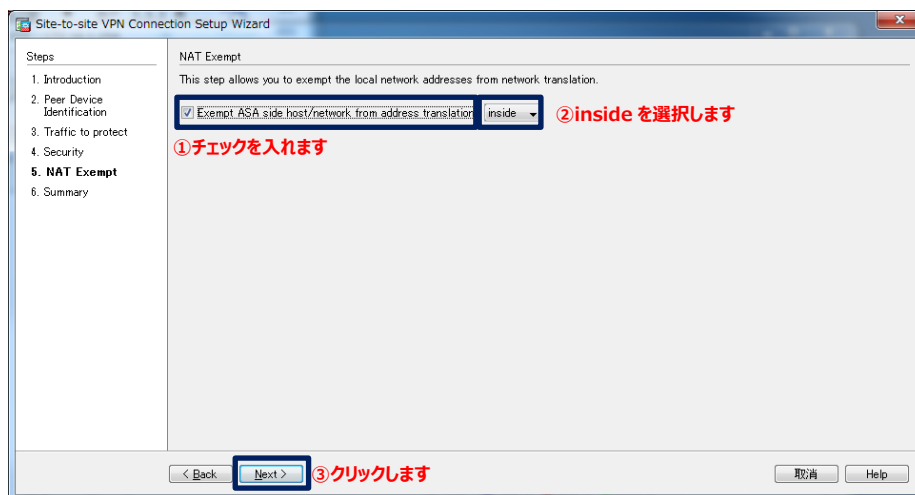 Site-to-site VPN Connection Setup Wizard
Steps
1. Introduction
2. Peer Device
Identification
3. Traffic to protect
4. Security
5. NAT Exempt
6. Summary
NAT Exempt
This step allows you to exempt the local network addresses from network translation.
Exempt ASA side host/network from address translation inside ②inside を選択します
①チェックを入れます
< Back Next > ③クリックします 取消 Help